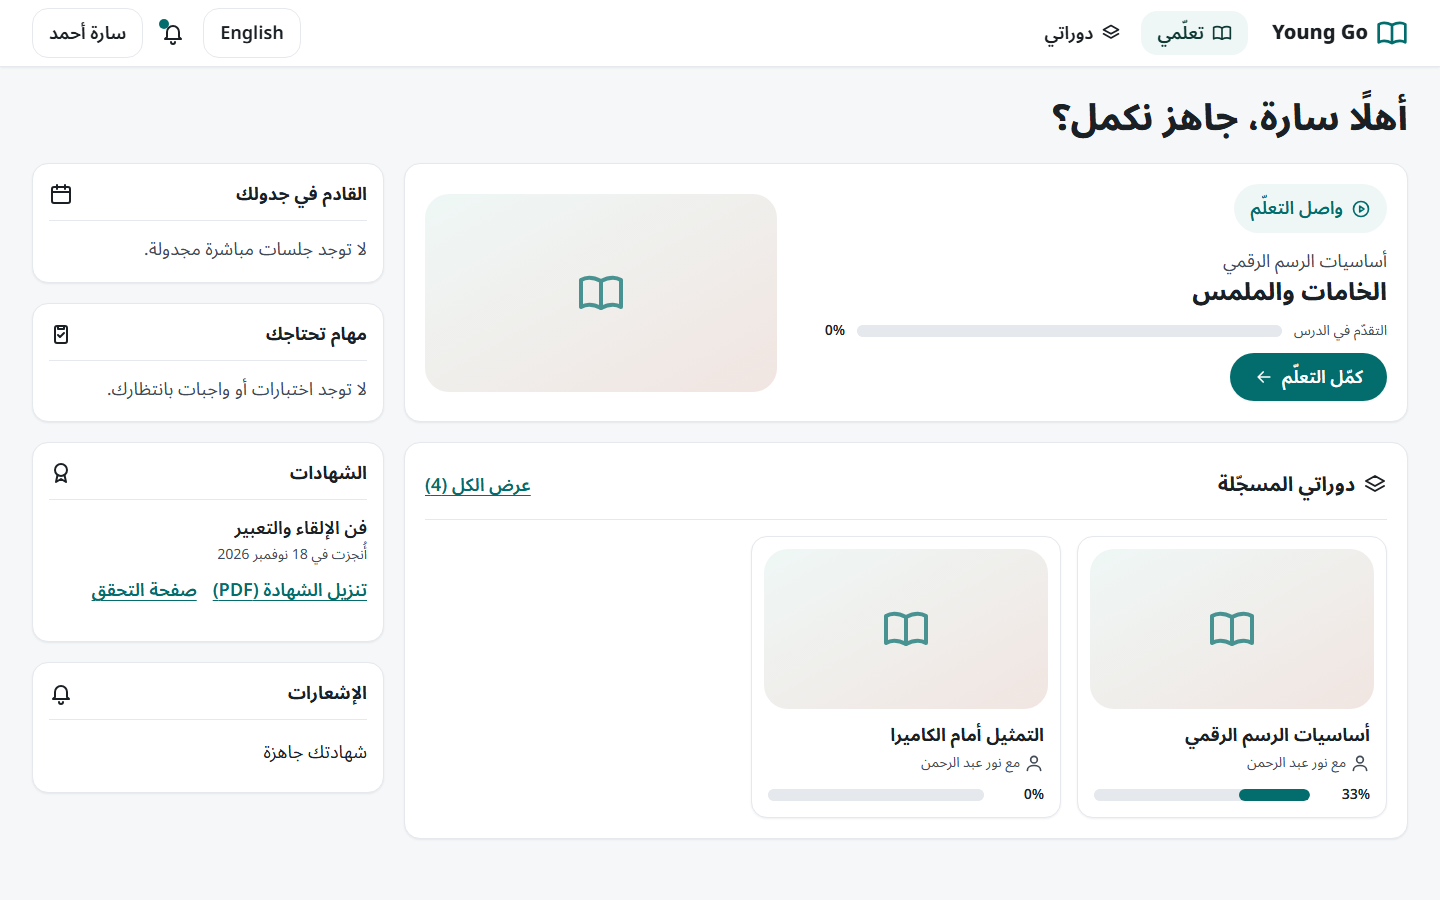 Young Go
تعلّمي
دوراتي
English
سارة أحمد
أهلًا سارة، جاهز نكمل؟
واصل التعلّم
أساسيات الرسم الرقمي
الخامات والملمس
التقدّم في الدرس
0%
كمّل التعلّم
دوراتي المسجّلة
عرض الكل (4)
أساسيات الرسم الرقمي
مع نور عبد الرحمن
33%
التمثيل أمام الكاميرا
مع نور عبد الرحمن
0%
القادم في جدولك
لا توجد جلسات مباشرة مجدولة.
مهام تحتاجك
لا توجد اختبارات أو واجبات بانتظارك.
الشهادات
فن الإلقاء والتعبير
أُنجزت في 18 نوفمبر 2026
تنزيل الشهادة (PDF)
صفحة التحقق
الإشعارات
شهادتك جاهزة